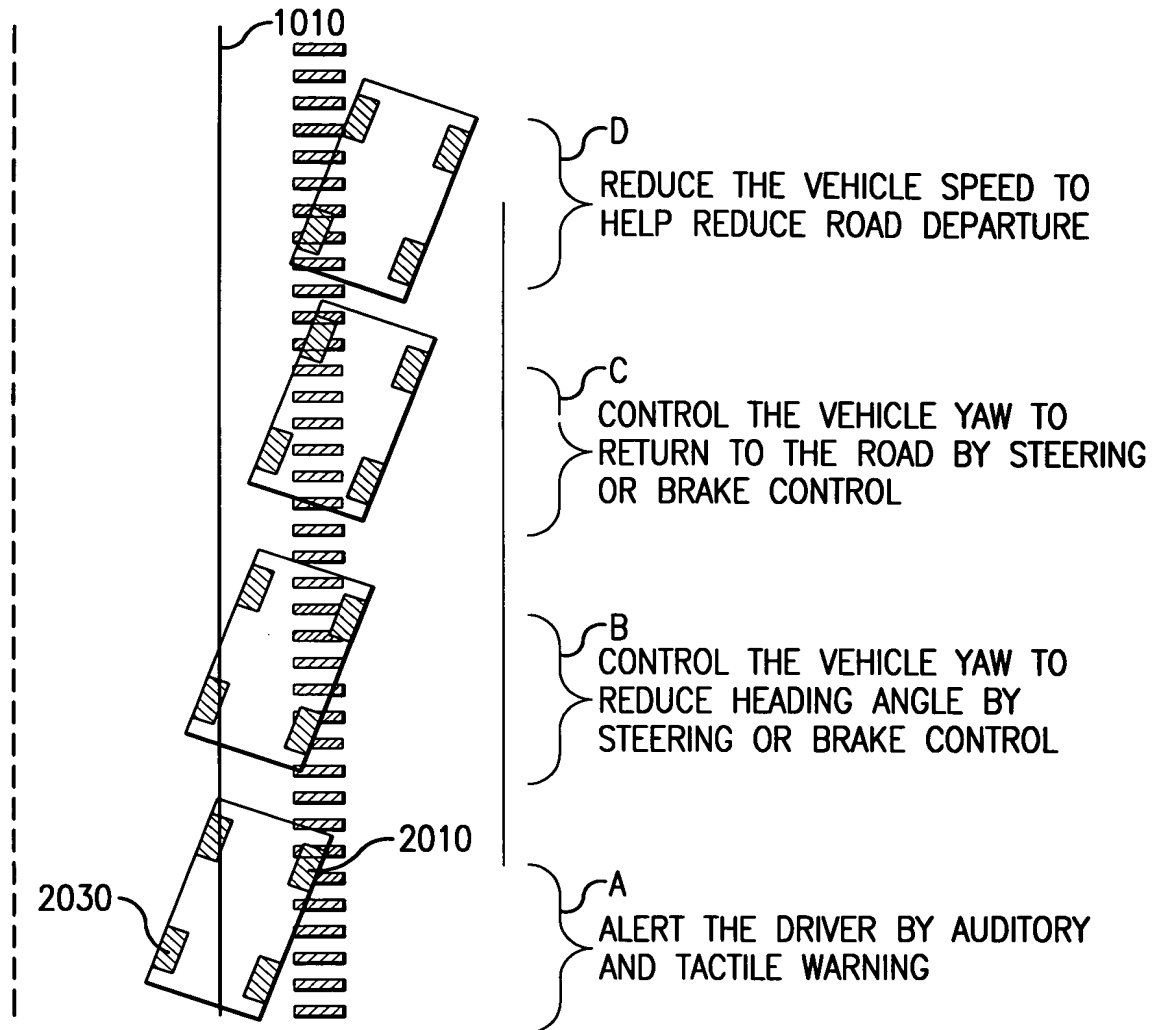 1010
D
REDUCE THE VEHICLE SPEED TO
HELP REDUCE ROAD DEPARTURE
C
CONTROL THE VEHICLE YAW TO
RETURN TO THE ROAD BY STEERING
OR BRAKE CONTROL
B
CONTROL THE VEHICLE YAW TO
REDUCE HEADING ANGLE BY
STEERING OR BRAKE CONTROL
2010
2030
A
ALERT THE DRIVER BY AUDITORY
AND TACTILE WARNING